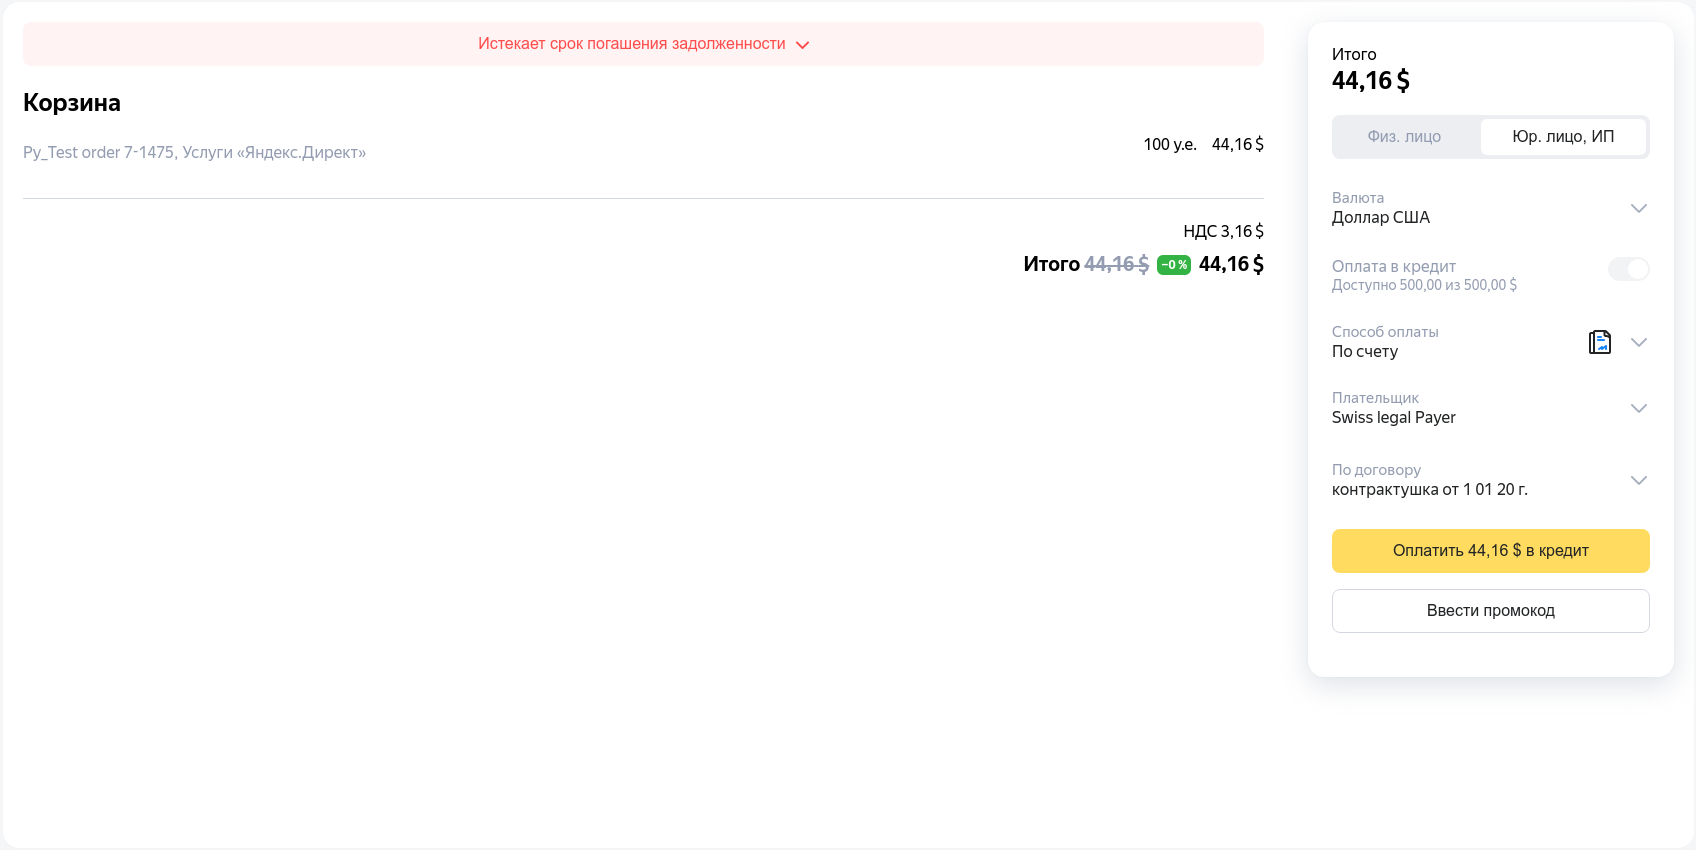 Истекает срок погашения задолженности
Корзина
Py_Test order 7-1475, Услуги «Яндекс.Директ»
100 у.е. 44,16 $
НДС 3,16 $
Итого 44,16 $ −0 % 44,16 $
Итого
44,16 $
Физ. лицо
Юр. лицо, ИП
Валюта
Доллар США
Оплата в кредит
Доступно 500,00 из 500,00 $
Способ оплаты
По счету
Плательщик
Swiss legal Payer
По договору
контрактушка от 1 01 20 г.
Оплатить 44,16 $ в кредит
Ввести промокод